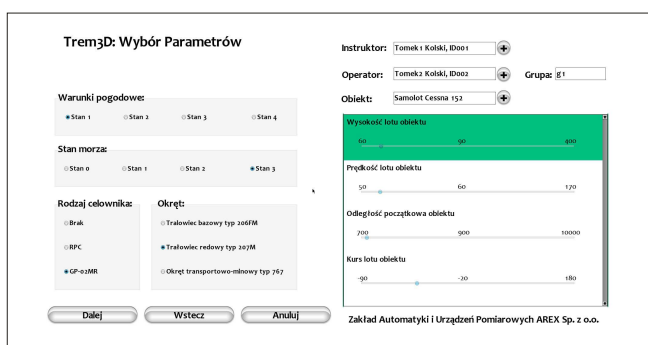 Trem3D: Wybór Parametrów
Warunki pogodowe:
Stan 1 Stan 2 Stan 3 Stan 4
Stan morza:
Stan 0 Stan 1 Stan 2 Stan 3
Rodzaj celownika:
Brak
RPC
GP-02MR
Okręt:
Tralowiec bazowy typ 206FM
Trałowiec redowy typ 207M
Okręt transportowo-minowy typ 767
Dalej Wstecz Anuluj
Instruktor: Tomek1 Kolski, ID001
Operator: Tomek2 Kolski, ID002 Grupa: g1
Obiekt: Samolot Cessna 152
Wysokość lotu obiektu
60 90 400
Prędkość lotu obiektu
50 60 170
Odległość początkowa obiektu
700 900 10000
Kurs lotu obiektu
-90 -20 180
Zakład Automatyki i Urządzeń Pomiarowych AREX Sp. z o.o.